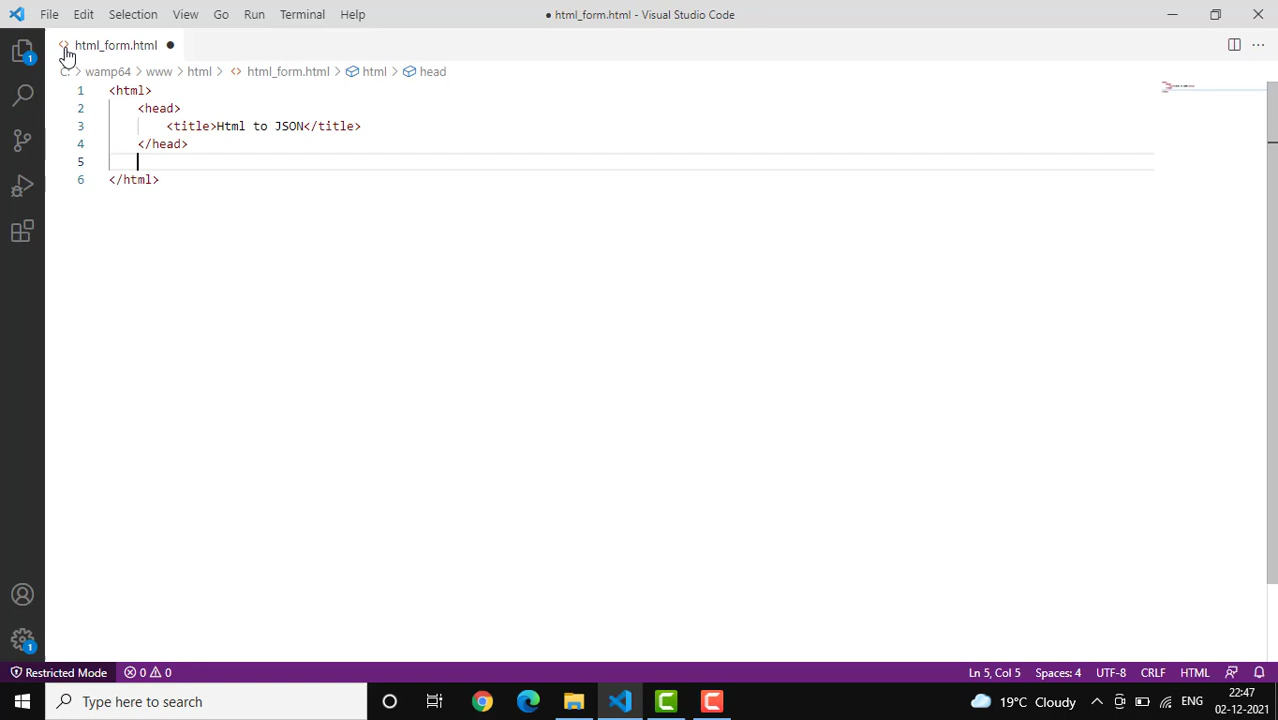 File Edit Selection View Go Run Terminal Help
● html_form.html - Visual Studio Code
html_form.html ●
C: > wamp64 > www > html > <> html_form.html > html > head
1 <html>
2 <head>
3 <title>Html to JSON</title>
4 </head>
5
6 </html>
1
1
Restricted Mode 0 0
Ln 5, Col 5 Spaces: 4 UTF-8 CRLF HTML
Type here to search
19°C Cloudy ENG
22:47
02-12-2021